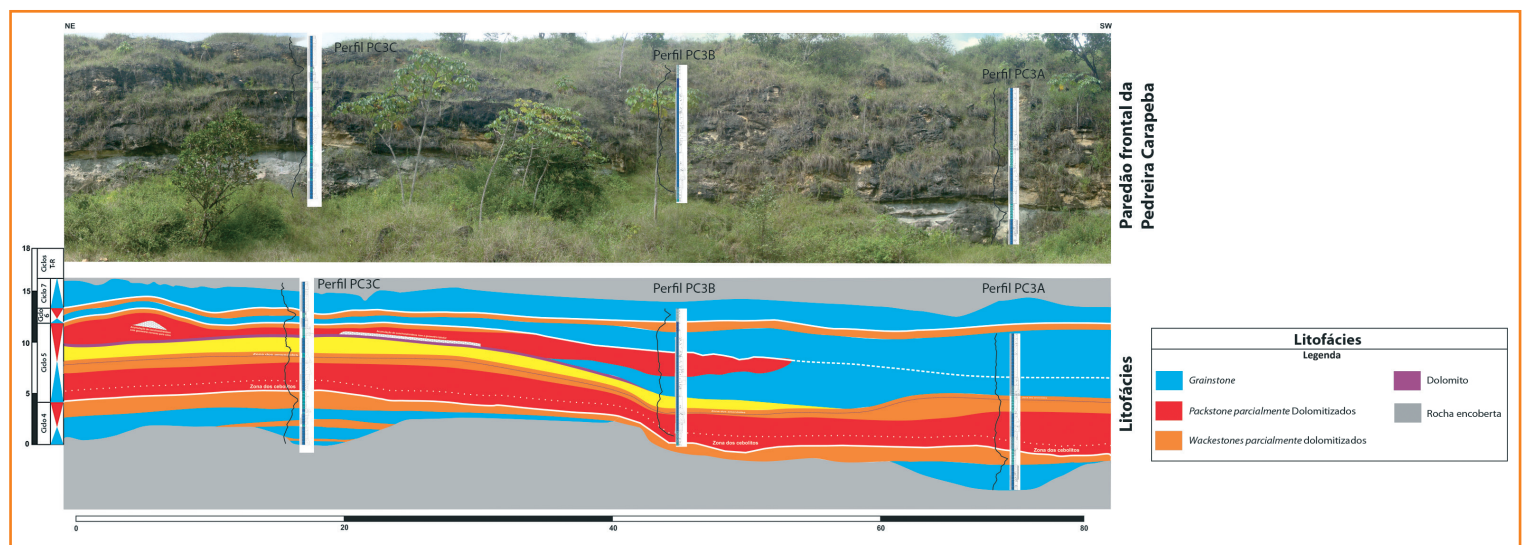 NE
SW
Perfil PC3C
Perfil PC3B
Perfil PC3A
Paredão frontal da
Pedreira Carapeba
18
15
10
5
0
Ciclos
T-R
Ciclo 7
Ciclo
6
Ciclo 5
Ciclo 4
Perfil PC3C
Perfil PC3B
Perfil PC3A
Zona dos cebolitos
Zona dos cebolitos
Zona dos cebolitos
Litofácies
0
20
40
60
80
Litofácies
Legenda
Grainstone
Packstone parcialmente Dolomitizados
Wackestones parcialmente dolomitizados
Dolomito
Rocha encoberta